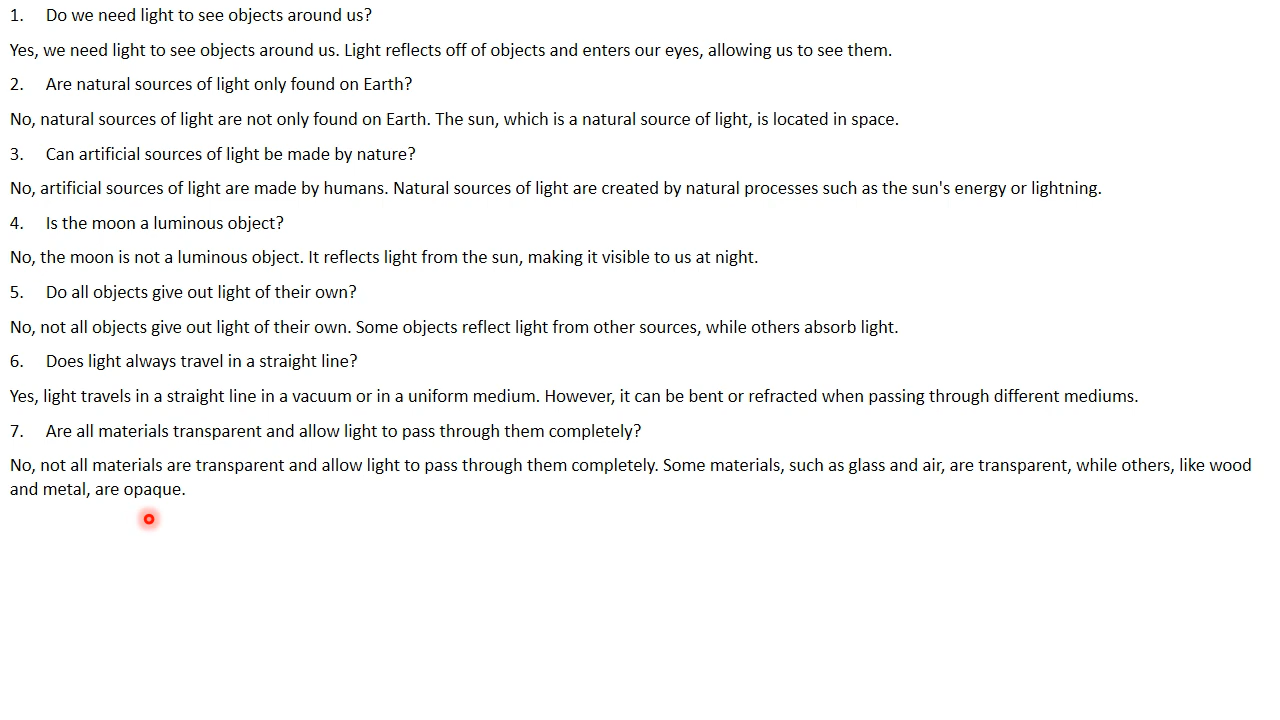 1. Do we need light to see objects around us?
Yes, we need light to see objects around us. Light reflects off of objects and enters our eyes, allowing us to see them.
2. Are natural sources of light only found on Earth?
No, natural sources of light are not only found on Earth. The sun, which is a natural source of light, is located in space.
3. Can artificial sources of light be made by nature?
No, artificial sources of light are made by humans. Natural sources of light are created by natural processes such as the sun's energy or lightning.
4. Is the moon a luminous object?
No, the moon is not a luminous object. It reflects light from the sun, making it visible to us at night.
5. Do all objects give out light of their own?
No, not all objects give out light of their own. Some objects reflect light from other sources, while others absorb light.
6. Does light always travel in a straight line?
Yes, light travels in a straight line in a vacuum or in a uniform medium. However, it can be bent or refracted when passing through different mediums.
7. Are all materials transparent and allow light to pass through them completely?
No, not all materials are transparent and allow light to pass through them completely. Some materials, such as glass and air, are transparent, while others, like wood
and metal, are opaque.